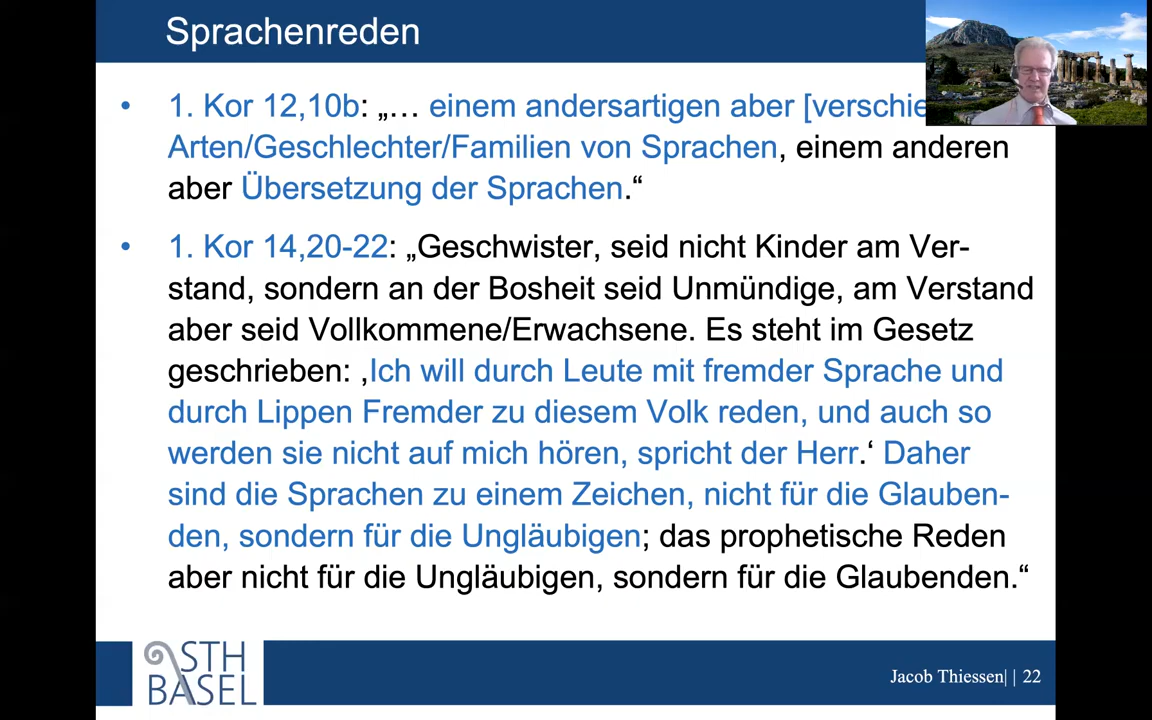 Sprachenreden
• 1. Kor 12,10b: „… einem andersartigen aber
Arten/Geschlechter/Familien von Sprachen, einem anderen
aber Übersetzung der Sprachen.“
• 1. Kor 14,20-22: „Geschwister, seid nicht Kinder am Ver-
stand, sondern an der Bosheit seid Unmündige, am Verstand
aber seid Vollkommene/Erwachsene. Es steht im Gesetz
geschrieben: ‚Ich will durch Leute mit fremder Sprache und
durch Lippen Fremder zu diesem Volk reden, und auch so
werden sie nicht auf mich hören, spricht der Herr.‘ Daher
sind die Sprachen zu einem Zeichen, nicht für die Glauben-
den, sondern für die Ungläubigen; das prophetische Reden
aber nicht für die Ungläubigen, sondern für die Glaubenden.“
STH
BASEL
Jacob Thiessen| | 22